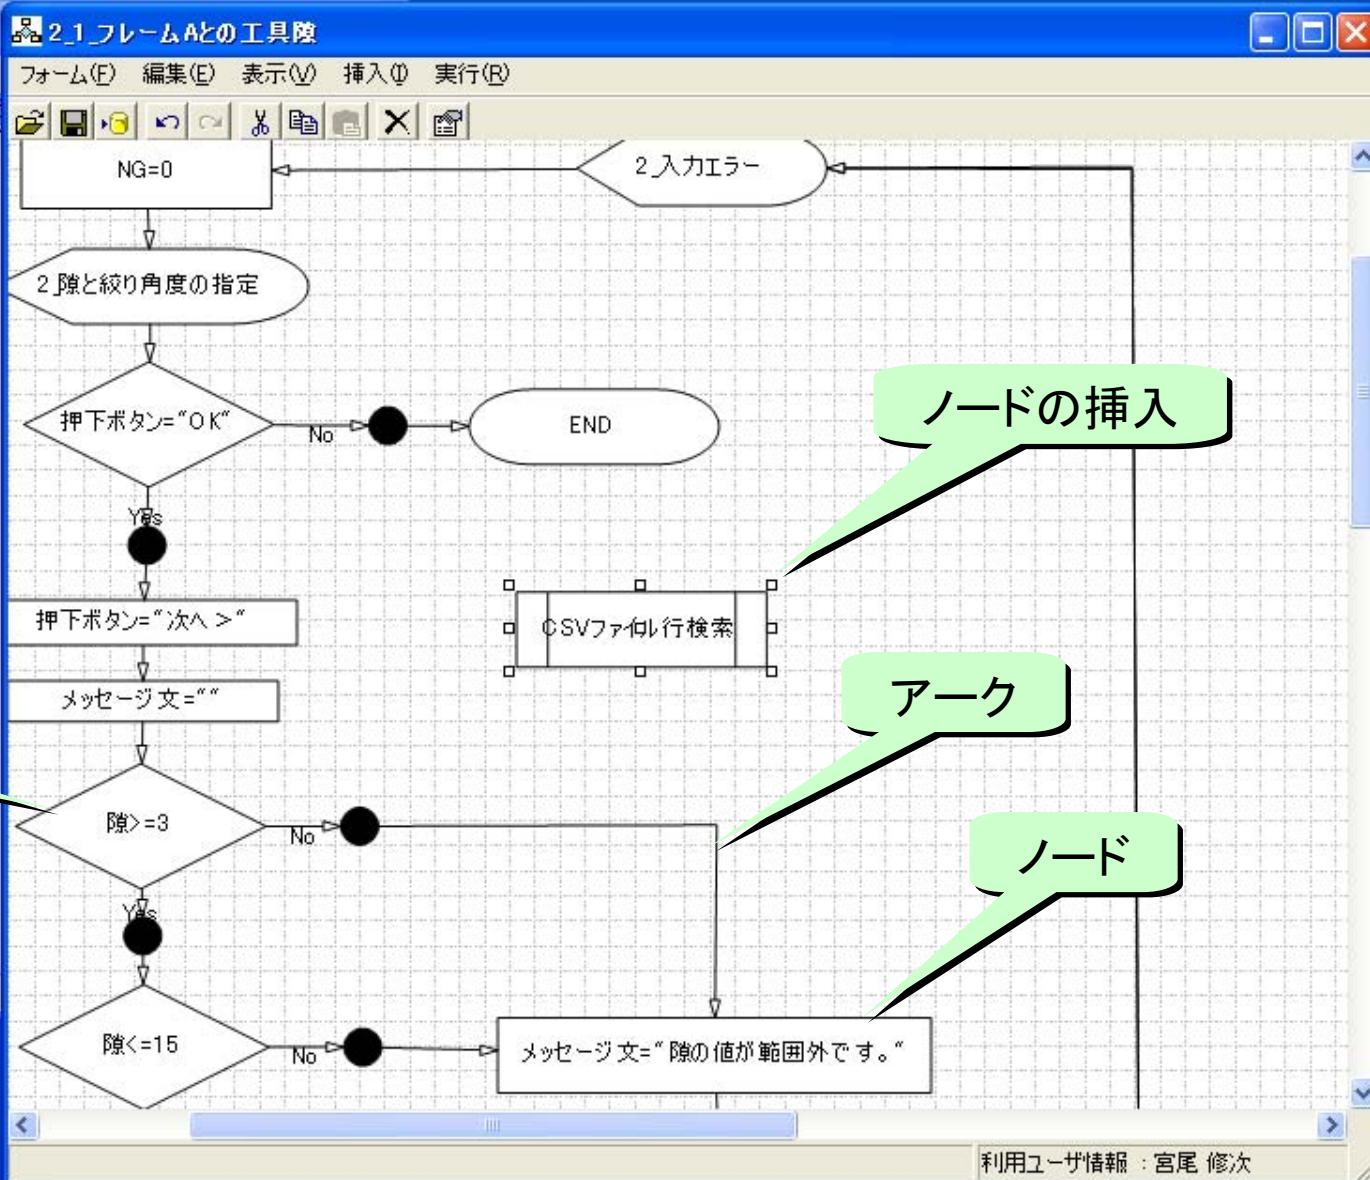 2_1_フレームAとの工具隙
フォーム(F) 編集(E) 表示(V) 挿入(I) 実行(R)
NG=0
2_入力エラー
2_隙と絞り角度の指定
押下ボタン="OK"
No
END
ノードの挿入
Yes
CSVファイル行検索
押下ボタン="次へ >"
メッセージ文=""
アーク
隙>=3
No
ノード
Yes
隙<=15
No
メッセージ文="隙の値が範囲外です。"
利用ユーザ情報 : 宮尾 修次